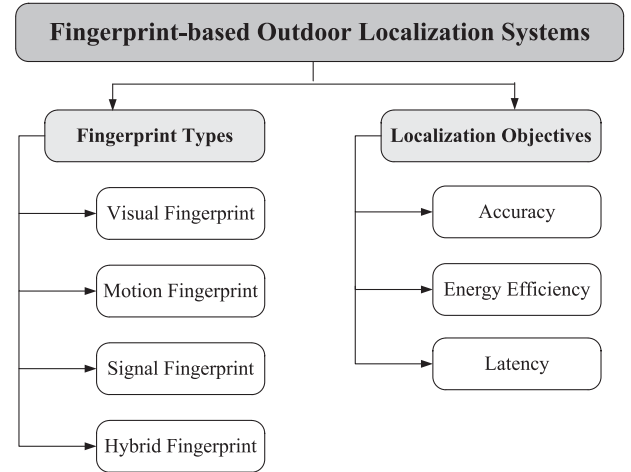 Fingerprint-based Outdoor Localization Systems
Fingerprint Types
Visual Fingerprint
Motion Fingerprint
Signal Fingerprint
Hybrid Fingerprint
Localization Objectives
Accuracy
Energy Efficiency
Latency